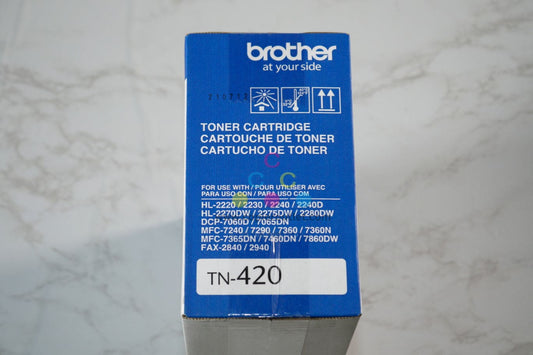 brother
at your side
TONER CARTRIDGE
CARTOUCHE DE TONER
CARTUCHO DE TONER
FOR USE WITH / POUR UTILISER AVEC
PARA USO CON / PARA USO COM
HL-2220 / 2230 / 2240 / 2240D
HL-2270DW / 2275DW / 2280DW
DCP-7060D / 7065DN
MFC-7240 / 7290 / 7360 / 7360N
MFC-7365DN / 7460DN / 7860DW
FAX-2840 / 2940
TN-420